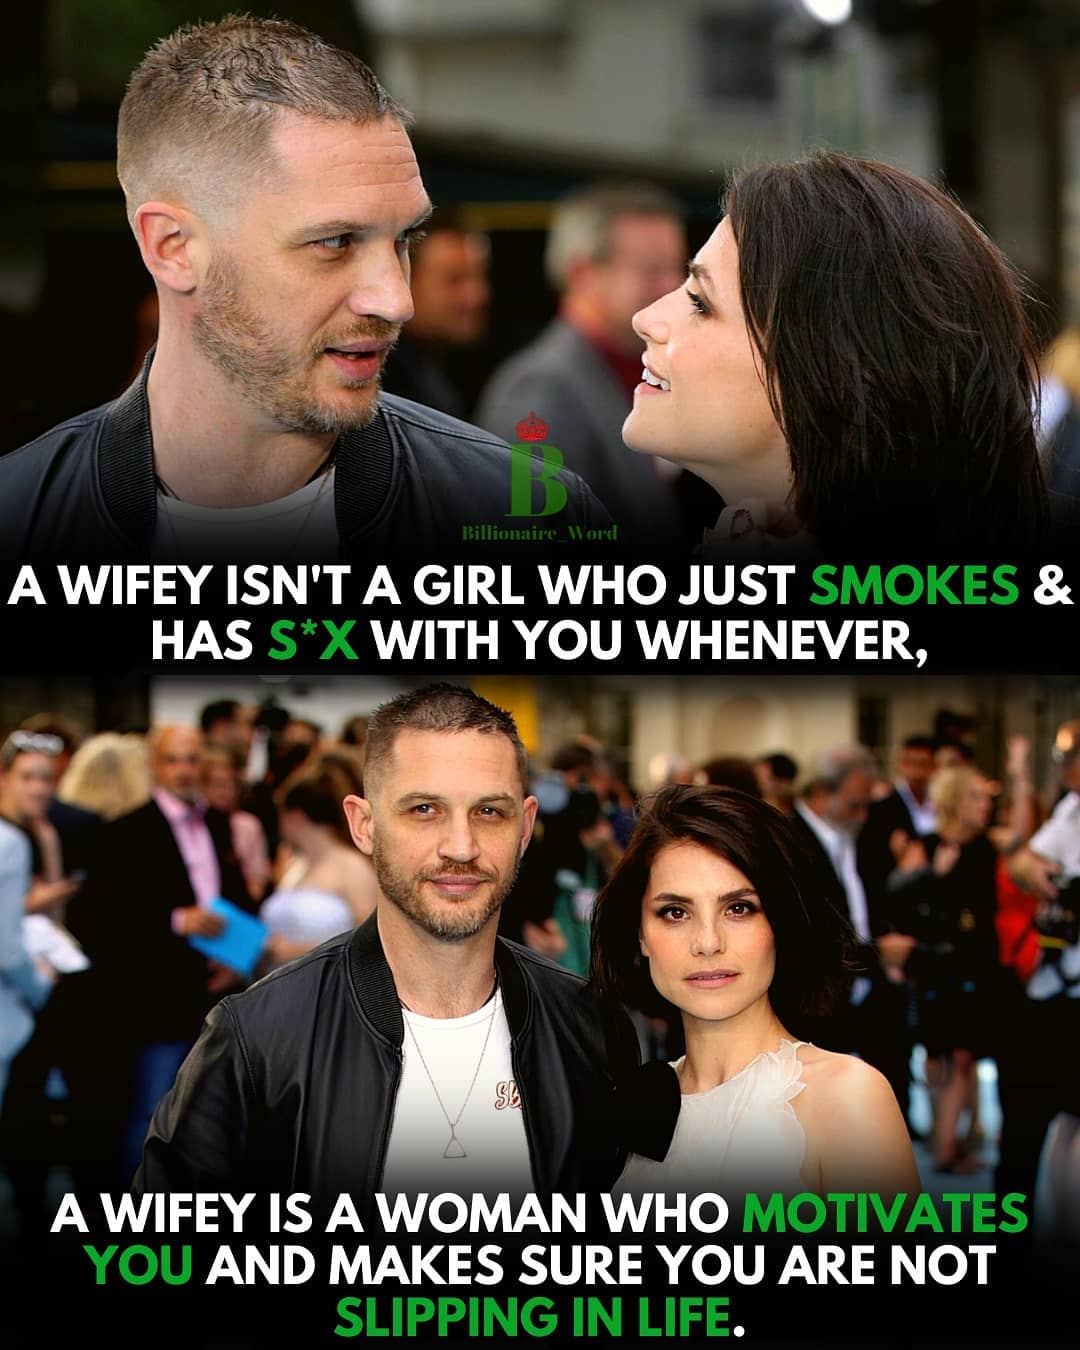 B
Billionaire_Word
A WIFEY ISN'T A GIRL WHO JUST SMOKES &
HAS S*X WITH YOU WHENEVER,
A WIFEY IS A WOMAN WHO MOTIVATES
YOU AND MAKES SURE YOU ARE NOT
SLIPPING IN LIFE.